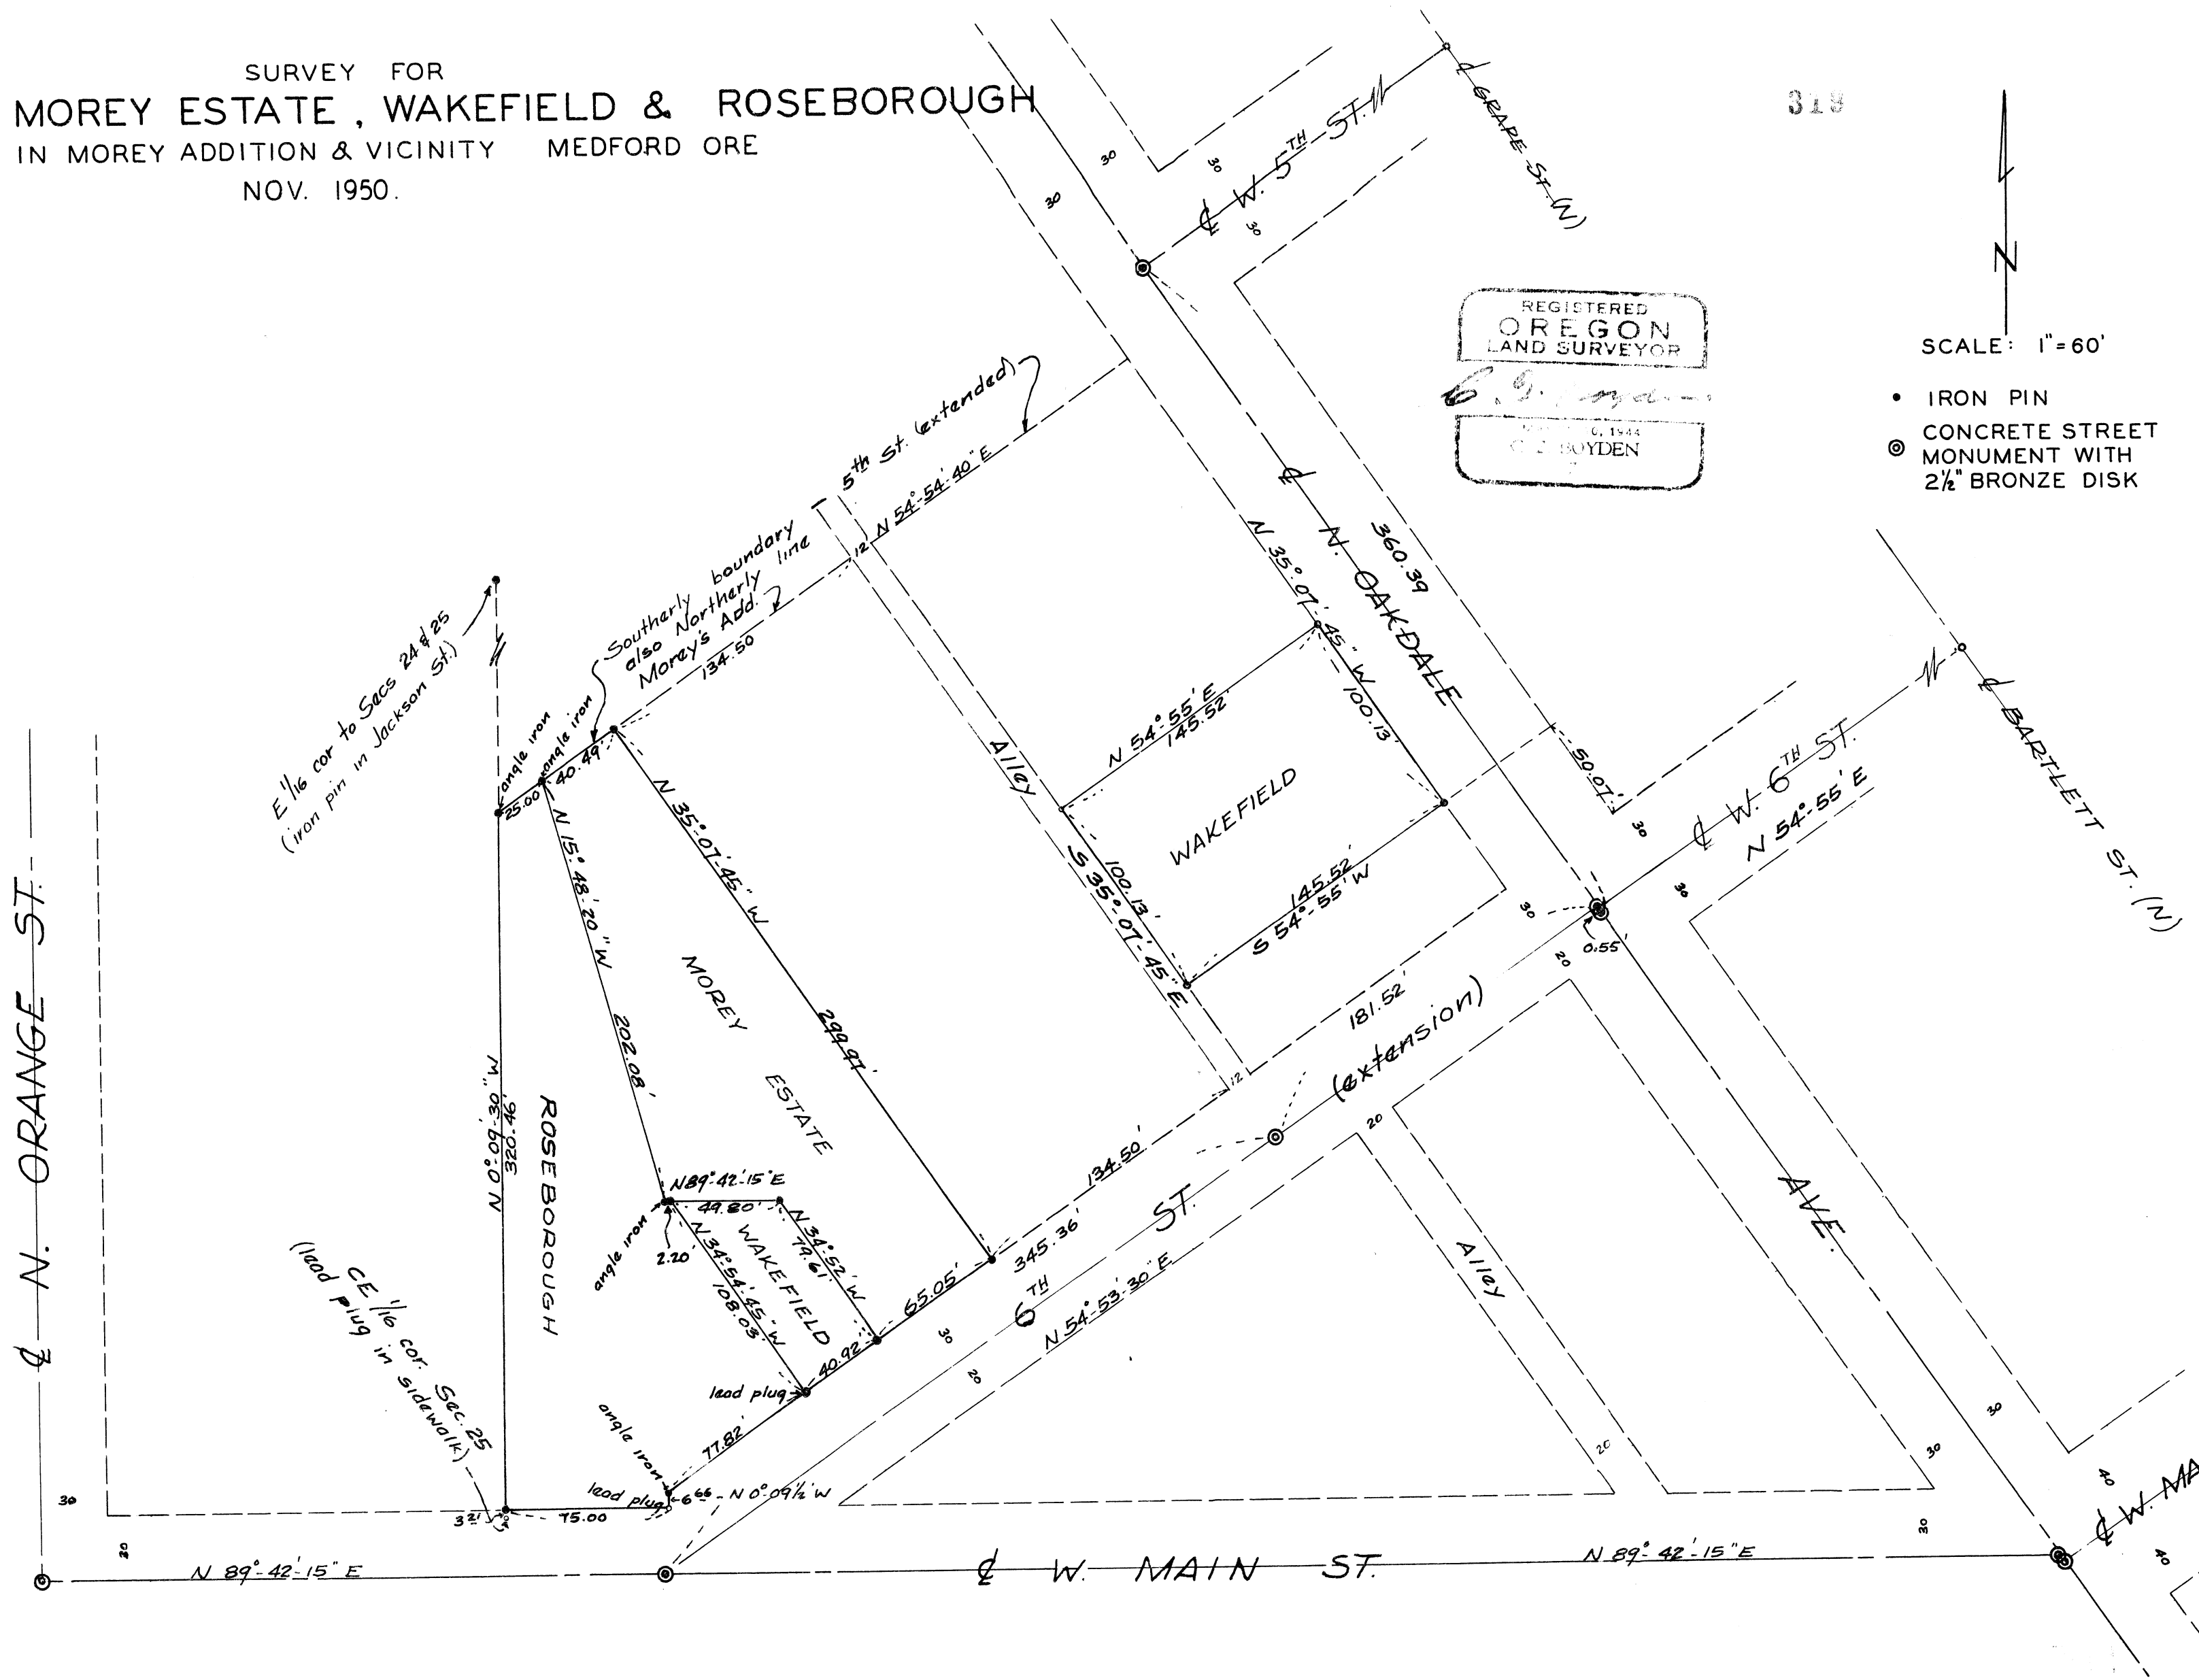 SURVEY FOR
MOREY ESTATE, WAKEFIELD & ROSEBOROUGH
IN MOREY ADDITION & VICINITY MEDFORD ORE
NOV. 1950.
319
REGISTERED
OREGON
LAND SURVEYOR
BOYDEN
N
SCALE: 1"=60'
IRON PIN
CONCRETE STREET
MONUMENT WITH
2½" BRONZE DISK
℄ W. 5TH ST.
30
30
30
30
℄ GRAPE ST. (N)
5th St. (extended)
N 54°-54'-40" E
12
Southerly boundary
also Northerly line
Morey's Add.
134.50
E 1/16 cor to Secs 24 & 25
(iron pin in Jackson St.)
angle iron
angle iron
25.00'
40.49'
℄ N. OAKDALE AVE.
360.39
N 35°-07'-45" W
100.13'
N 54°-55' E
145.52'
WAKEFIELD
Alley
100.13'
S 35°-07'-45" E
145.52'
S 54°-55' W
50.07'
30
℄ W. 6TH ST.
N 54°-55' E
30
℄ BARTLETT ST. (N)
30
0.55'
20
181.52'
(extension)
12
20
℄ N. ORANGE ST.
N 0°-09'-30" W
320.46'
ROSEBOROUGH
N 15°-48'-20" W
202.08'
MOREY
ESTATE
N 35°-07'-45" W
299.97'
134.50'
345.36'
6TH ST.
N 54°-53'-30" E
N 89°-42'-15" E
49.80'
2.20'
angle iron
N 34°-54'-45" W
108.03'
WAKEFIELD
N 34°-52' W
79.61'
65.05'
40.92'
30
20
lead plug
77.82'
angle iron
lead plug
6.66 - N 0°-09½' W
CE 1/16 cor. Sec. 25
(lead plug in sidewalk)
3.21'
75.00
30
30
N 89°-42'-15" E
℄ W. MAIN ST.
N 89°-42'-15" E
Alley
20
30
30
30
40
℄ W. MA
40